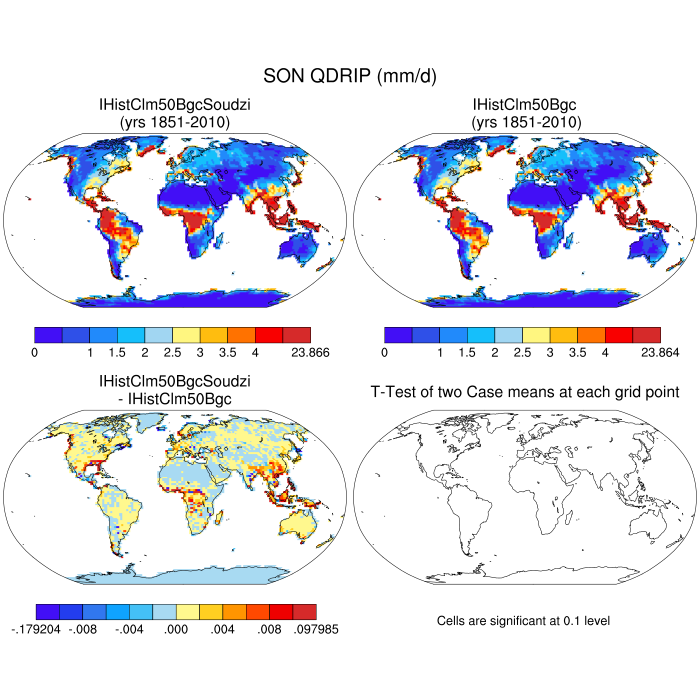 SON QDRIP (mm/d)
IHistClm50BgcSoudzi
(yrs 1851-2010)
IHistClm50Bgc
(yrs 1851-2010)
0 1 1.5 2 2.5 3 3.5 4 23.866
0 1 1.5 2 2.5 3 3.5 4 23.864
IHistClm50BgcSoudzi
- IHistClm50Bgc
T-Test of two Case means at each grid point
-.179204 -.008 -.004 .000 .004 .008 .097985
Cells are significant at 0.1 level